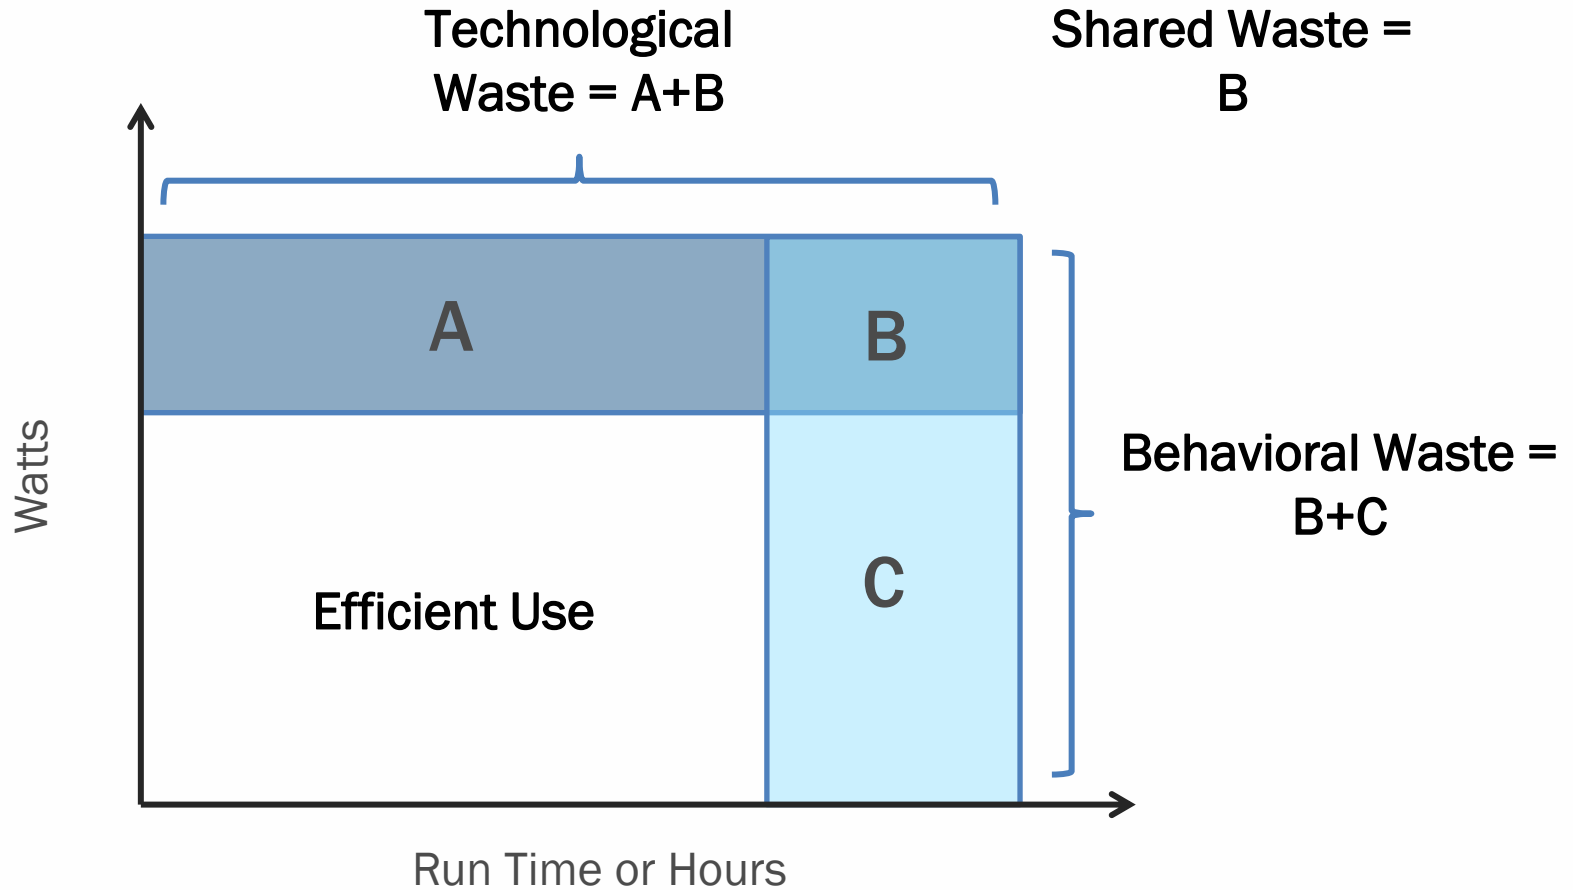 Technological
Waste = A+B
Shared Waste =
B
A
B
Watts
Behavioral Waste =
B+C
C
Efficient Use
Run Time or Hours